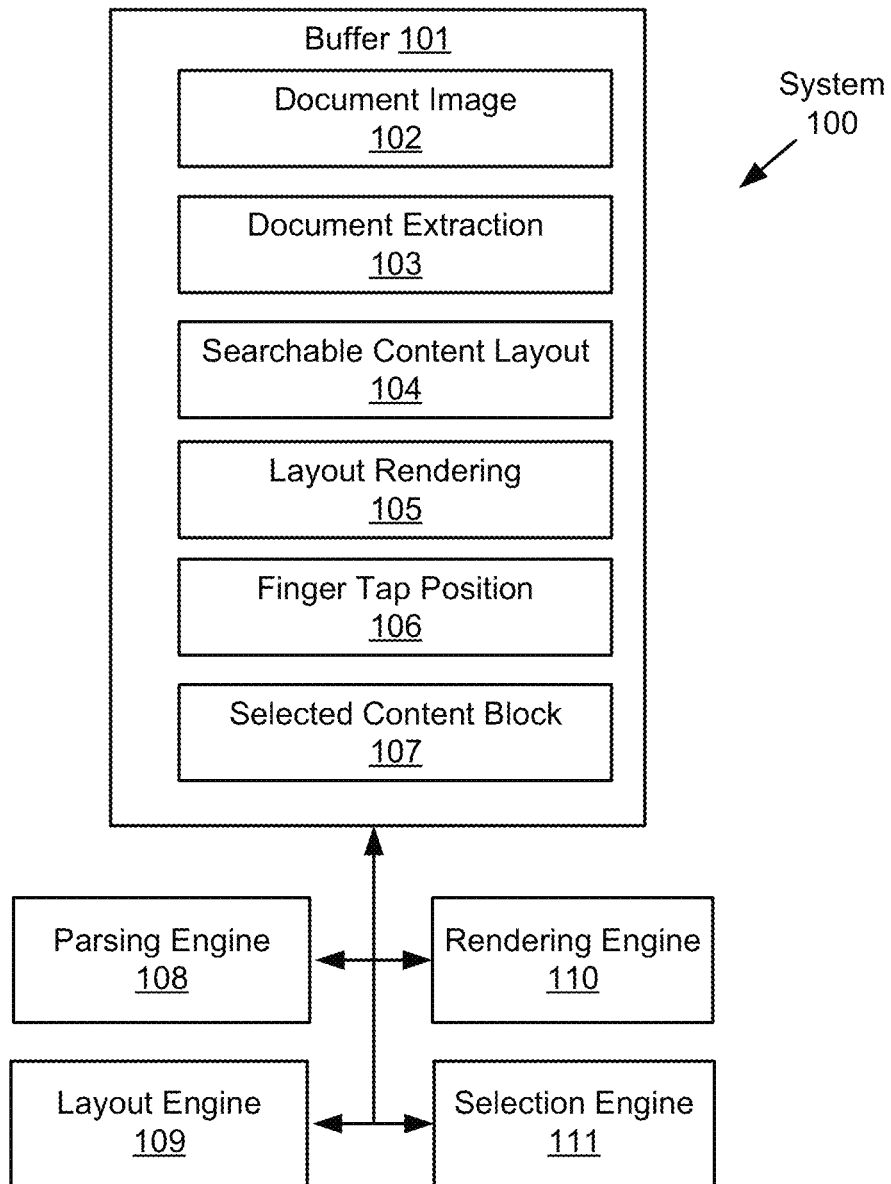 Buffer 101
Document Image
102
System
100
Document Extraction
103
Searchable Content Layout
104
Layout Rendering
105
Finger Tap Position
106
Selected Content Block
107
Parsing Engine
108
Rendering Engine
110
Layout Engine
109
Selection Engine
111